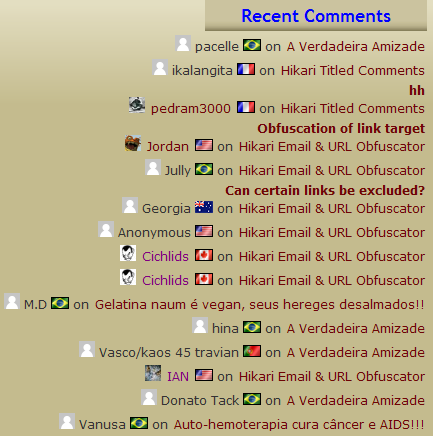 Recent Comments
pacelle on A Verdadeira Amizade
ikalangita on Hikari Titled Comments
hh
pedram3000 on Hikari Titled Comments
Obfuscation of link target
Jordan on Hikari Email & URL Obfuscator
Jully on Hikari Email & URL Obfuscator
Can certain links be excluded?
Georgia on Hikari Email & URL Obfuscator
Anonymous on Hikari Email & URL Obfuscator
Cichlids on Hikari Email & URL Obfuscator
Cichlids on Hikari Email & URL Obfuscator
M.D on Gelatina naum é vegan, seus hereges desalmados!!
hina on A Verdadeira Amizade
Vasco/kaos 45 travian on A Verdadeira Amizade
IAN on Hikari Email & URL Obfuscator
Donato Tack on A Verdadeira Amizade
Vanusa on Auto-hemoterapia cura câncer e AIDS!!!